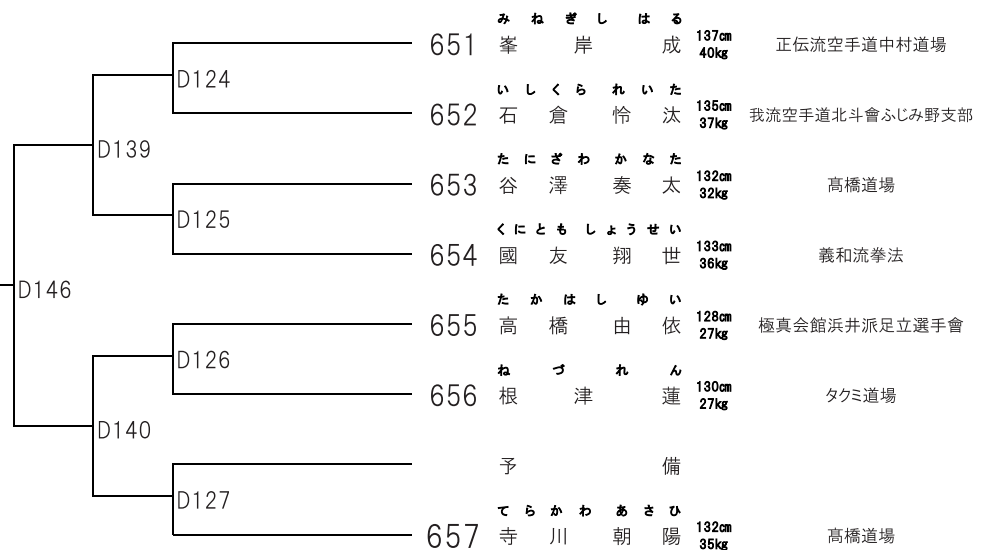 みねぎし はる
651 峯岸 成 137cm 40kg 正伝流空手道中村道場
D124
いしくら れいた
652 石倉 怜汰 135cm 37kg 我流空手道北斗會ふじみ野支部
D139
たにざわ かなた
653 谷澤 奏太 132cm 32kg 髙橋道場
D125
くにとも しょうせい
654 國友 翔世 133cm 36kg 義和流拳法
D146
たかはし ゆい
655 高橋 由依 128cm 27kg 極真会館浜井派足立選手會
D126
ねづ れん
656 根津 蓮 130cm 27kg タクミ道場
D140
予備
D127
てらかわ あさひ
657 寺川 朝陽 132cm 35kg 髙橋道場